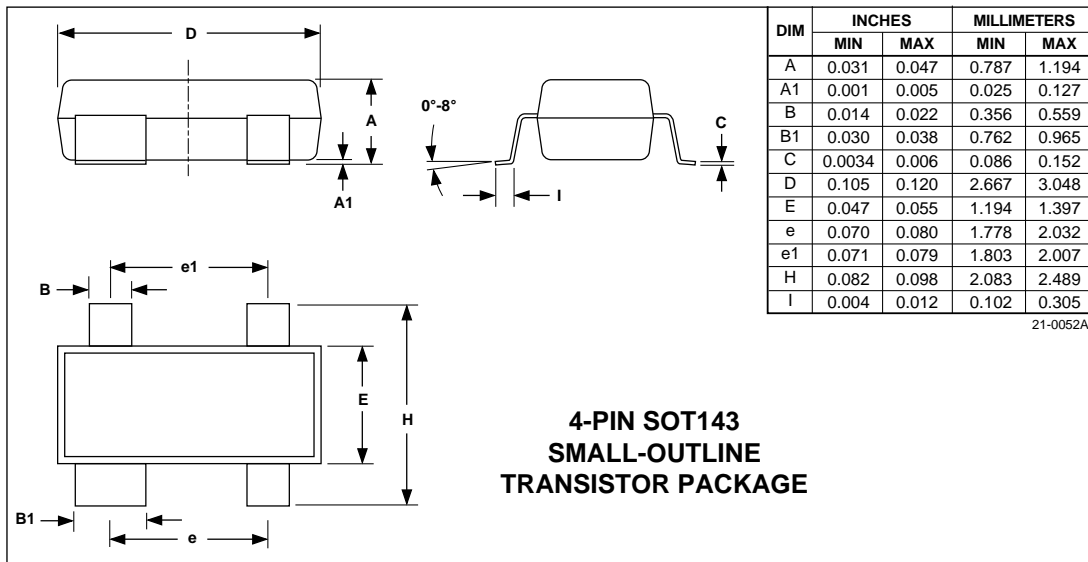 D
A
A1
0°-8°
C
I
e1
B
E
H
B1
e
4-PIN SOT143
SMALL-OUTLINE
TRANSISTOR PACKAGE
DIM INCHES MILLIMETERS
MIN MAX MIN MAX
A 0.031 0.047 0.787 1.194
A1 0.001 0.005 0.025 0.127
B 0.014 0.022 0.356 0.559
B1 0.030 0.038 0.762 0.965
C 0.0034 0.006 0.086 0.152
D 0.105 0.120 2.667 3.048
E 0.047 0.055 1.194 1.397
e 0.070 0.080 1.778 2.032
e1 0.071 0.079 1.803 2.007
H 0.082 0.098 2.083 2.489
I 0.004 0.012 0.102 0.305
21-0052A